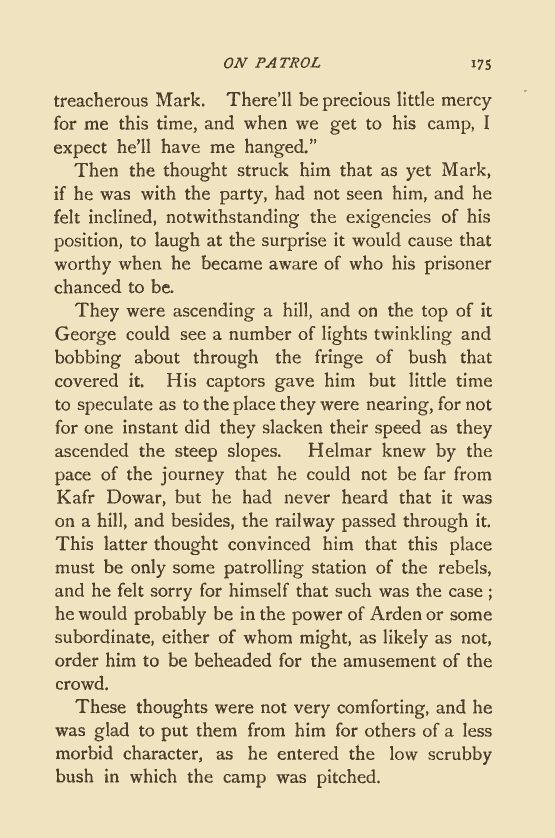 ON PATROL 175
treacherous Mark. There'll be precious little mercy
for me this time, and when we get to his camp, I
expect he'll have me hanged."
Then the thought struck him that as yet Mark,
if he was with the party, had not seen him, and he
felt inclined, notwithstanding the exigencies of his
position, to laugh at the surprise it would cause that
worthy when he became aware of who his prisoner
chanced to be.
They were ascending a hill, and on the top of it
George could see a number of lights twinkling and
bobbing about through the fringe of bush that
covered it. His captors gave him but little time
to speculate as to the place they were nearing, for not
for one instant did they slacken their speed as they
ascended the steep slopes. Helmar knew by the
pace of the journey that he could not be far from
Kafr Dowar, but he had never heard that it was
on a hill, and besides, the railway passed through it.
This latter thought convinced him that this place
must be only some patrolling station of the rebels,
and he felt sorry for himself that such was the case ;
he would probably be in the power of Arden or some
subordinate, either of whom might, as likely as not,
order him to be beheaded for the amusement of the
crowd.
These thoughts were not very comforting, and he
was glad to put them from him for others of a less
morbid character, as he entered the low scrubby
bush in which the camp was pitched.